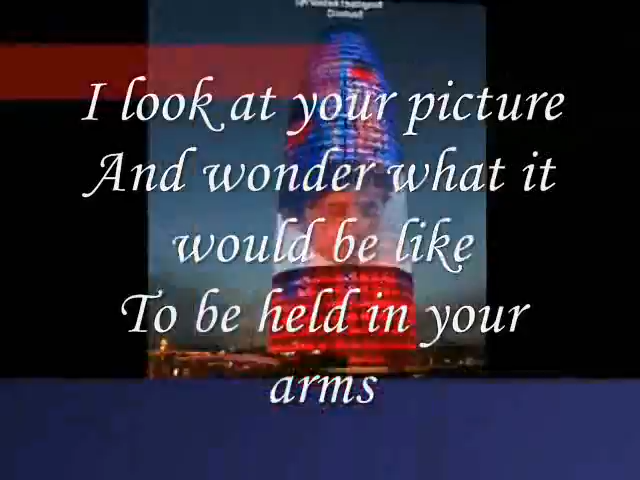 I look at your picture
And wonder what it
would be like
To be held in your
arms